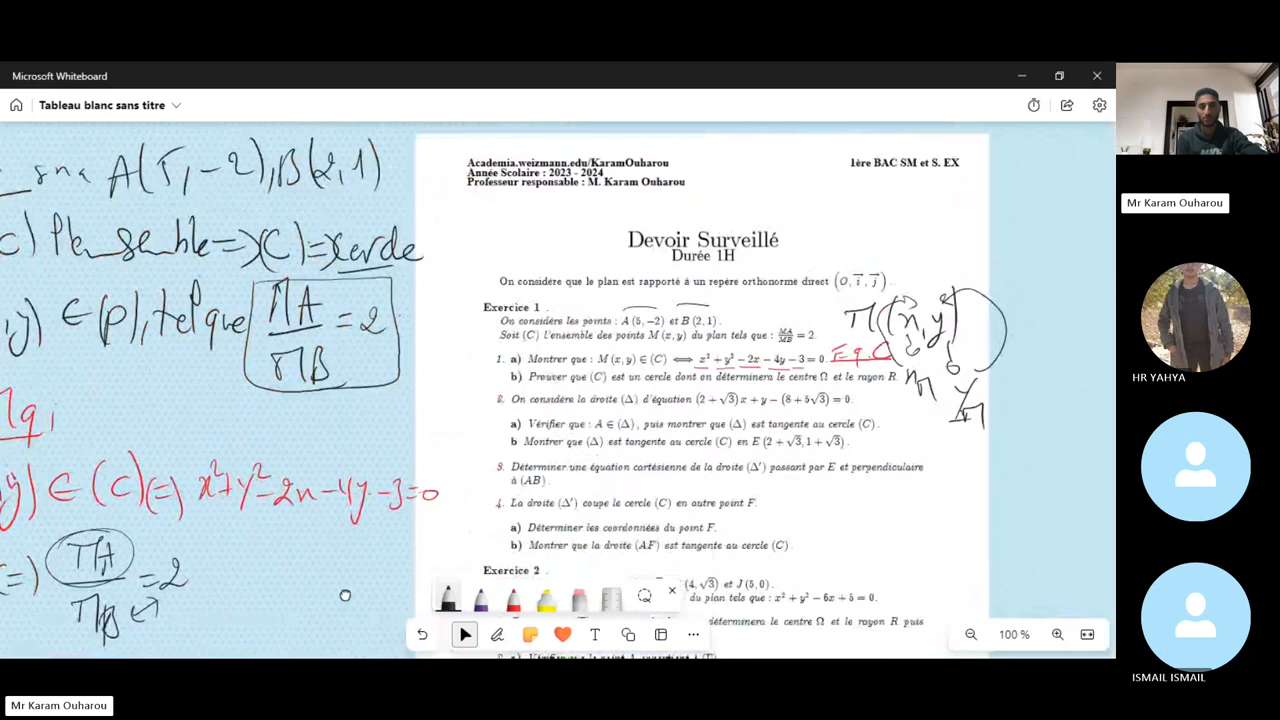 Microsoft Whiteboard
Tableau blanc sans titre
sna A(5,-2),B(2,1)
c) l'ensemble => (C) = cercle
,y) ∈(p), tel que MA/MB = 2
Mq,
,y) ∈ (C) (=) x²+y²-2x-4y-3=0
(=) MA/MB = 2
Academia.weizmann.edu/KaramOuharou
Année Scolaire : 2023 - 2024
Professeur responsable : M. Karam Ouharou
1ère BAC SM et S. EX
Devoir Surveillé
Durée 1H
On considère que le plan est rapporté à un repère orthonormé direct (O, i⃗, j⃗).
Exercice 1 .
On considère les points : A(5,−2) et B(2,1).
Soit (C) l'ensemble des points M(x,y) du plan tels que : MA/MB = 2.
1. a) Montrer que : M(x,y) ∈ (C) ⟺ x² + y² − 2x − 4y − 3 = 0. Eq.C
b) Prouver que (C) est un cercle dont on déterminera le centre Ω et le rayon R.
2. On considère la droite (Δ) d'équation (2 + √3)x + y − (8 + 5√3) = 0.
a) Vérifier que : A ∈ (Δ), puis montrer que (Δ) est tangente au cercle (C).
b Montrer que (Δ) est tangente au cercle (C) en E(2 + √3, 1 + √3).
3. Déterminer une équation cartésienne de la droite (Δ′) passant par E et perpendiculaire
à (AB).
4. La droite (Δ′) coupe le cercle (C) en autre point F.
a) Déterminer les coordonnées du point F.
b) Montrer que la droite (AF) est tangente au cercle (C).
M(x,y)
xM yM
Exercice 2 .
(4, √3) et J(5,0).
du plan tels que : x² + y² − 6x + 5 = 0.
déterminera le centre Ω et le rayon R puis
100 %
Mr Karam Ouharou
HR YAHYA
ISMAIL ISMAIL
Mr Karam Ouharou